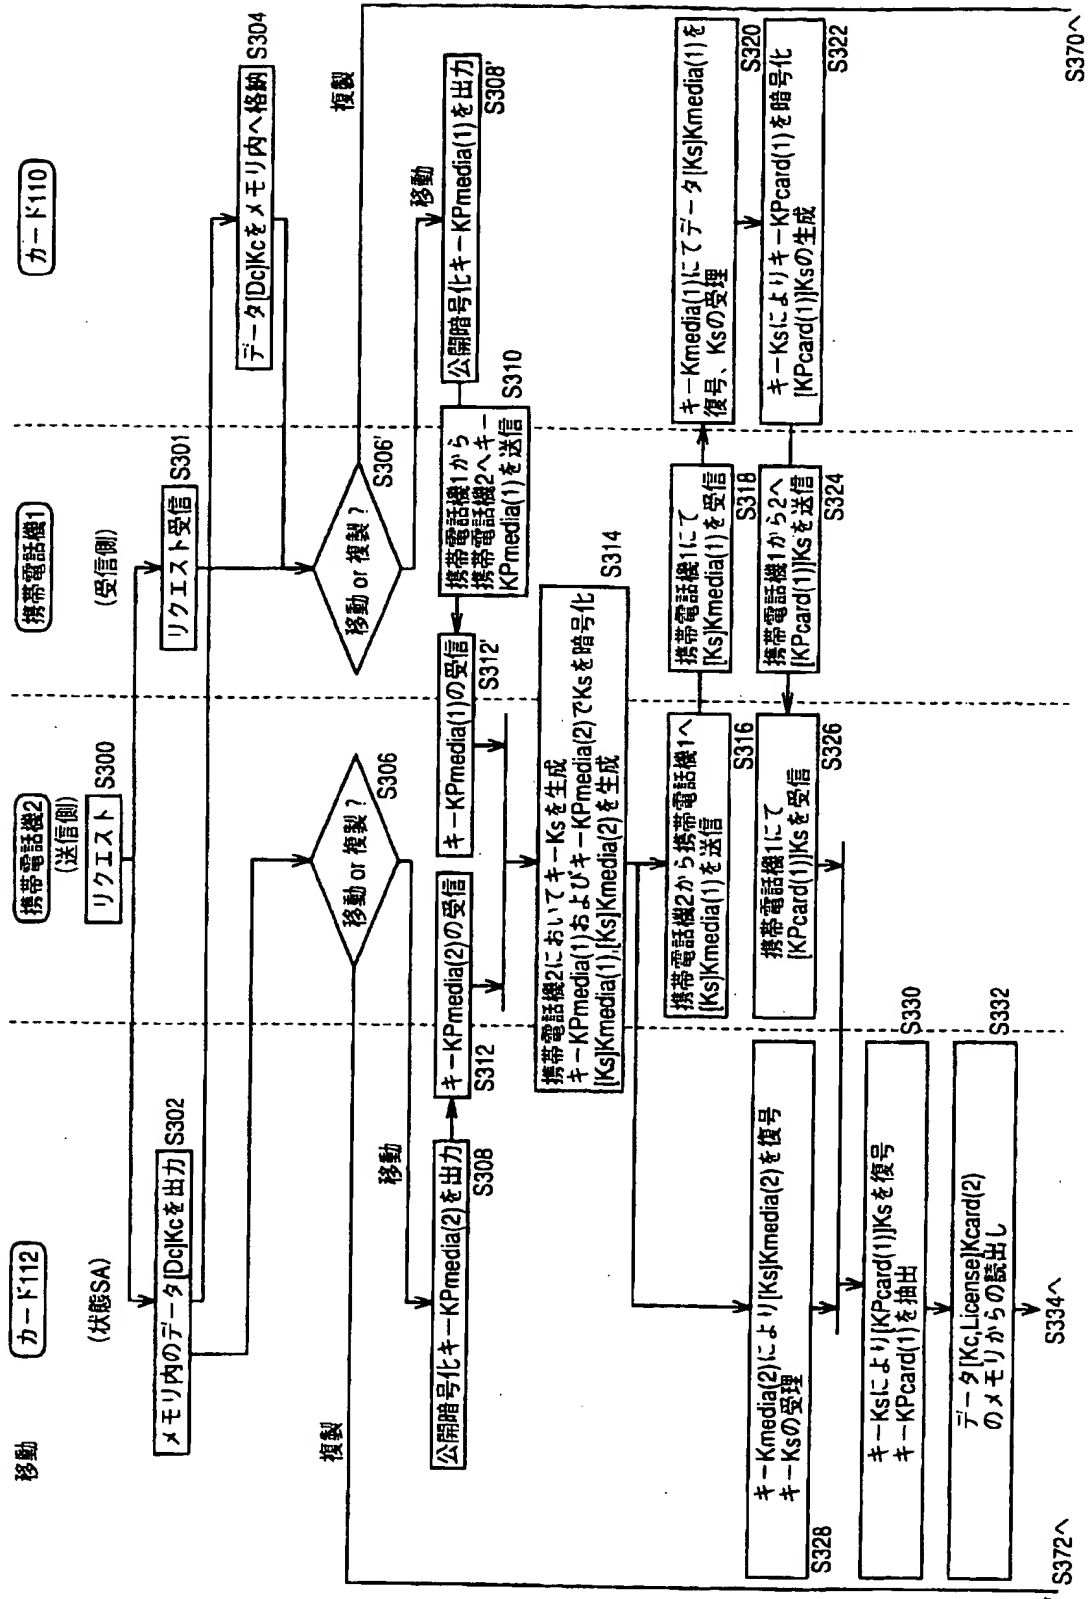 移動
カード112
携帯電話機2
携帯電話機1
カード110
(状態SA)
(送信側)
(受信側)
リクエスト
S300
リクエスト受信
S301
メモリ内のデータ[Dc]Kcを出力
S302
データ[Dc]Kcをメモリ内へ格納
S304
移動 or 複製?
S306
移動 or 複製?
S306'
複製
複製
移動
移動
公開暗号化キーKPmedia(2)を出力
S308
公開暗号化キーKPmedia(1)を出力
S308'
携帯電話機1から
携帯電話機2へキー
KPmedia(1)を送信
S310
キーKPmedia(2)の受信
S312
キーKPmedia(1)の受信
S312'
携帯電話機2においてキーKsを生成
キーKPmedia(1)およびキーKPmedia(2)でKsを暗号化
[Ks]Kmedia(1),[Ks]Kmedia(2)を生成
S314
携帯電話機2から携帯電話機1へ
[Ks]Kmedia(1)を送信
S316
携帯電話機1にて
[Ks]Kmedia(1)を受信
S318
キーKmedia(1)にてデータ[Ks]Kmedia(1)を
復号、Ksの受理
S320
キーKsによりキーKPcard(1)を暗号化
[KPcard(1)]Ksの生成
S322
携帯電話機1から2へ
[KPcard(1)]Ksを送信
S324
携帯電話機1にて
[KPcard(1)]Ksを受信
S326
キーKmedia(2)により[Ks]Kmedia(2)を復号
キーKsの受理
S328
キーKsにより[KPcard(1)]Ksを復号
キーKPcard(1)を抽出
S330
データ[Kc,License]Kcard(2)
のメモリからの読出し
S332
S372へ
S334へ
S370へ